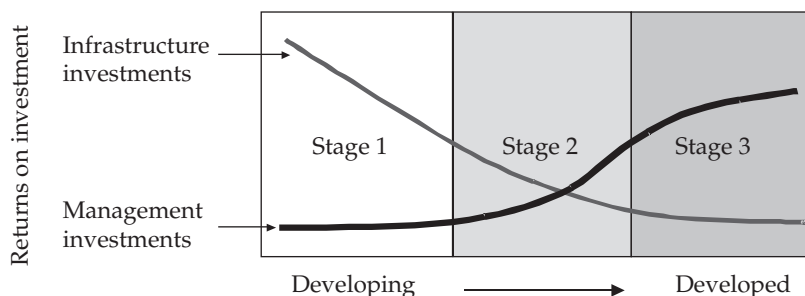 Returns on investment
Infrastructure
investments
Management
investments
Stage 1
Stage 2
Stage 3
Developing
Developed